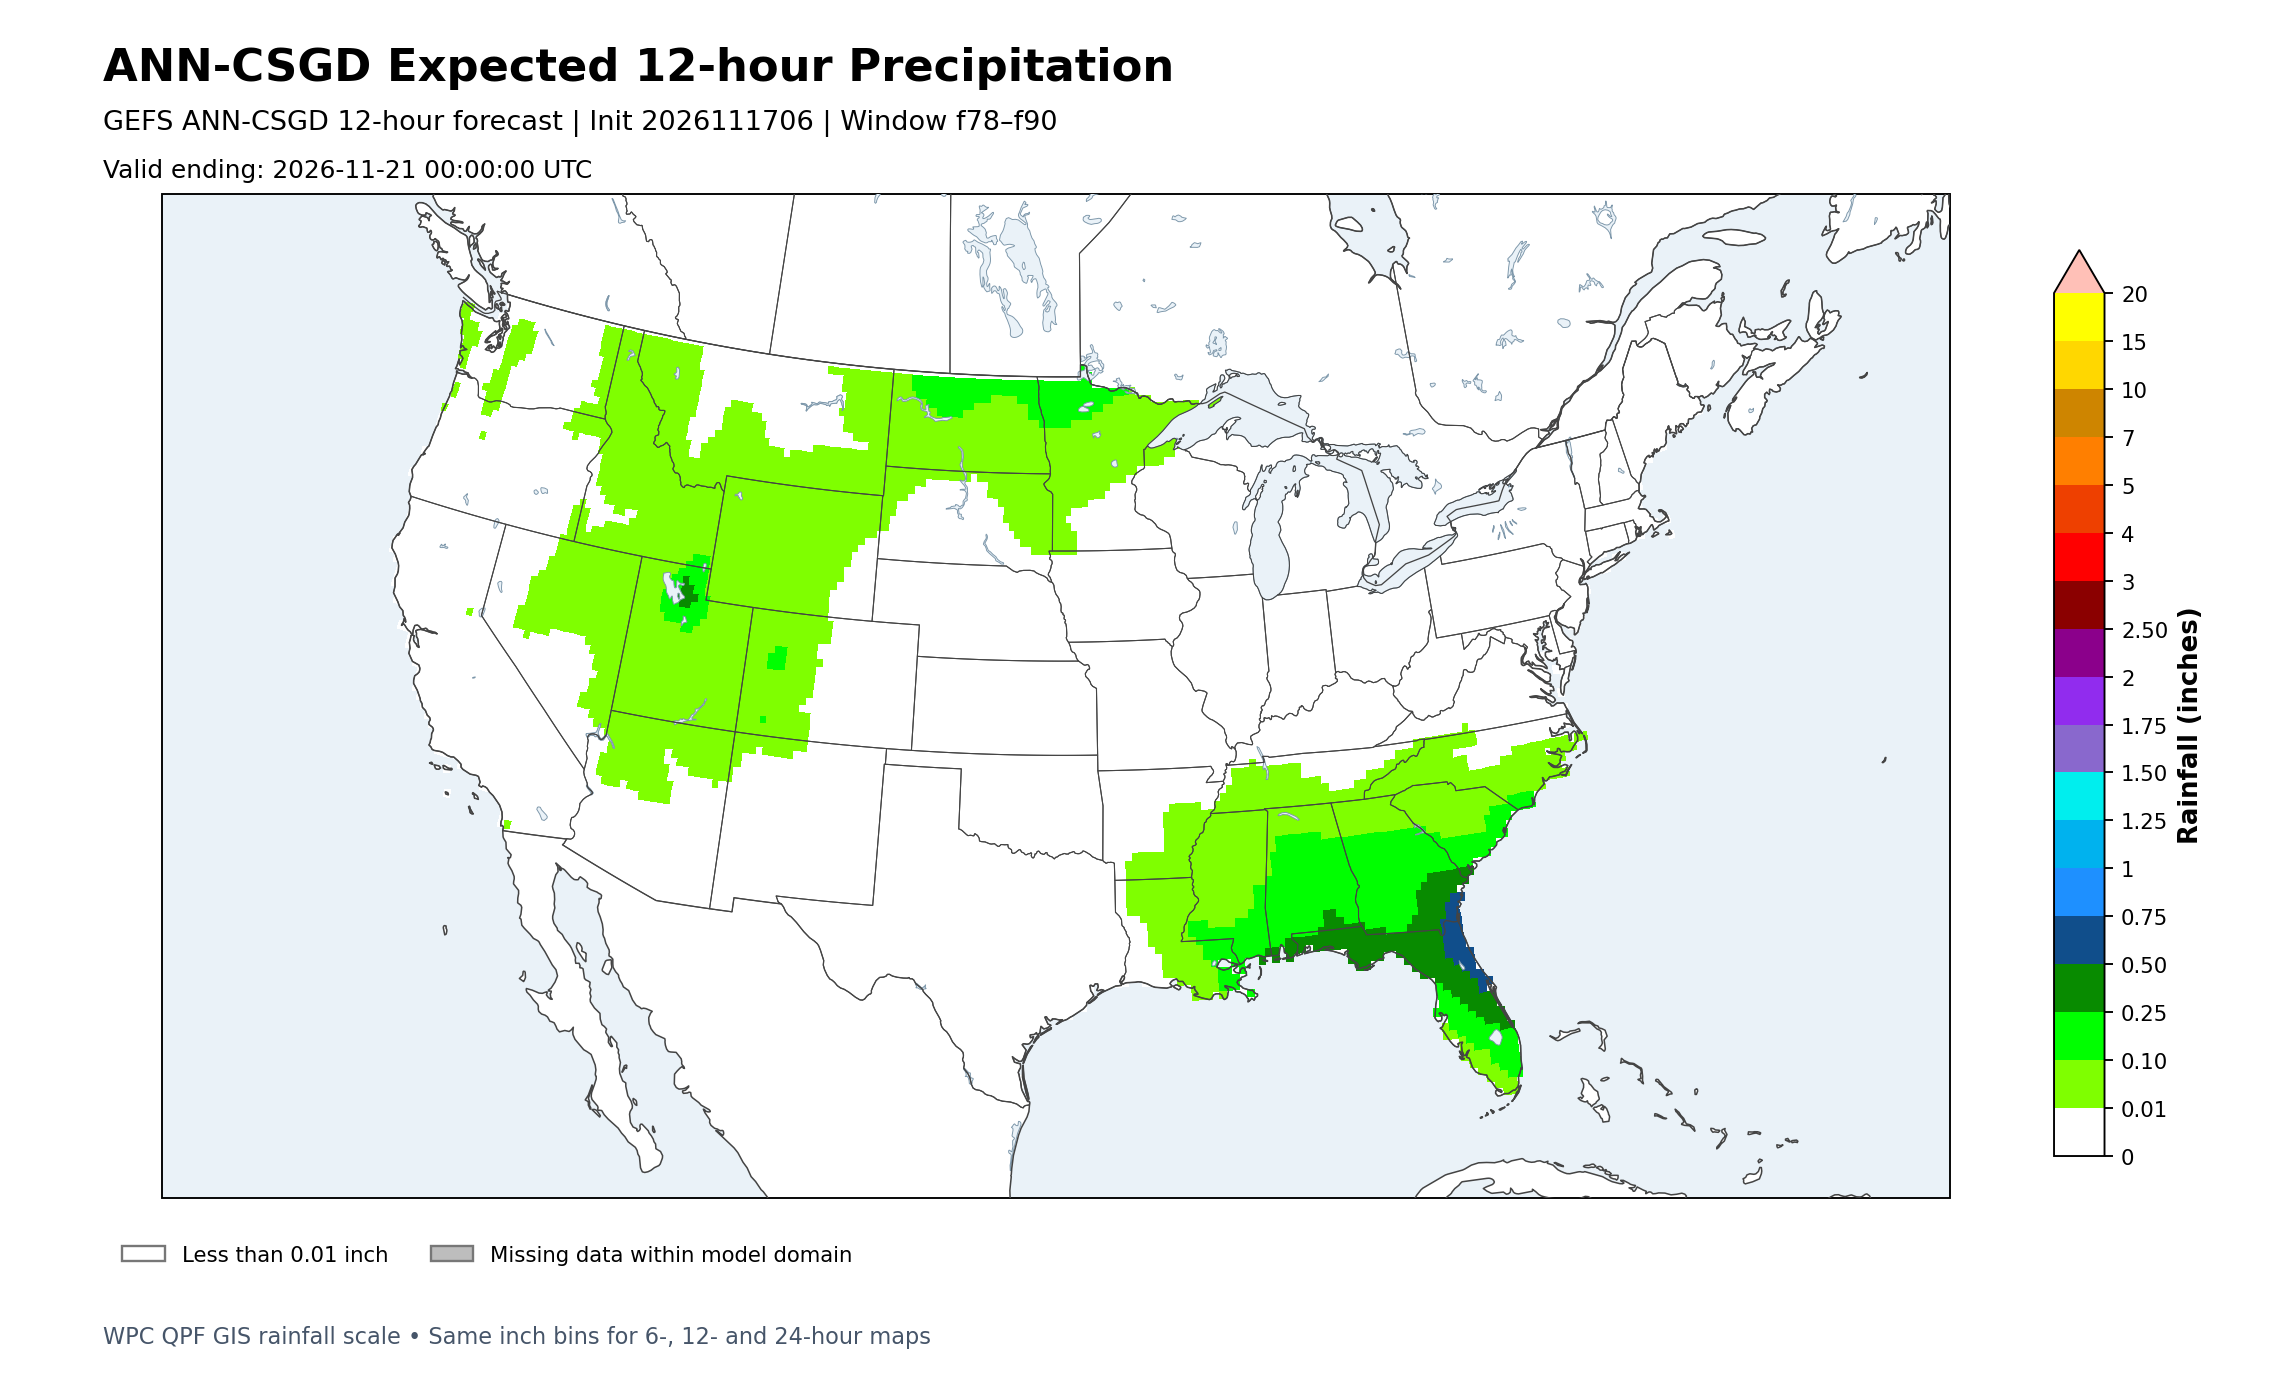 ANN-CSGD Expected 12-hour Precipitation
GEFS ANN-CSGD 12-hour forecast | Init 2026111706 | Window f78–f90
Valid ending: 2026-11-21 00:00:00 UTC
20
15
10
7
5
4
3
2.50
2
1.75
1.50
1.25
1
0.75
0.50
0.25
0.10
0.01
0
Rainfall (inches)
Less than 0.01 inch
Missing data within model domain
WPC QPF GIS rainfall scale • Same inch bins for 6-, 12- and 24-hour maps